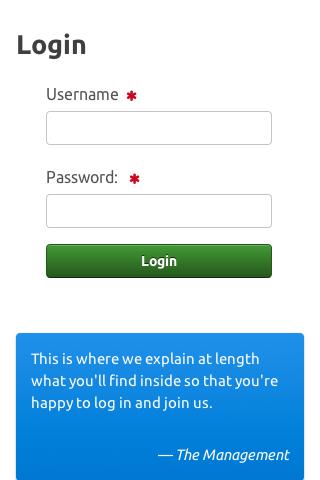 Login
Username *
Password: *
Login
This is where we explain at length
what you'll find inside so that you're
happy to log in and join us.
— The Management